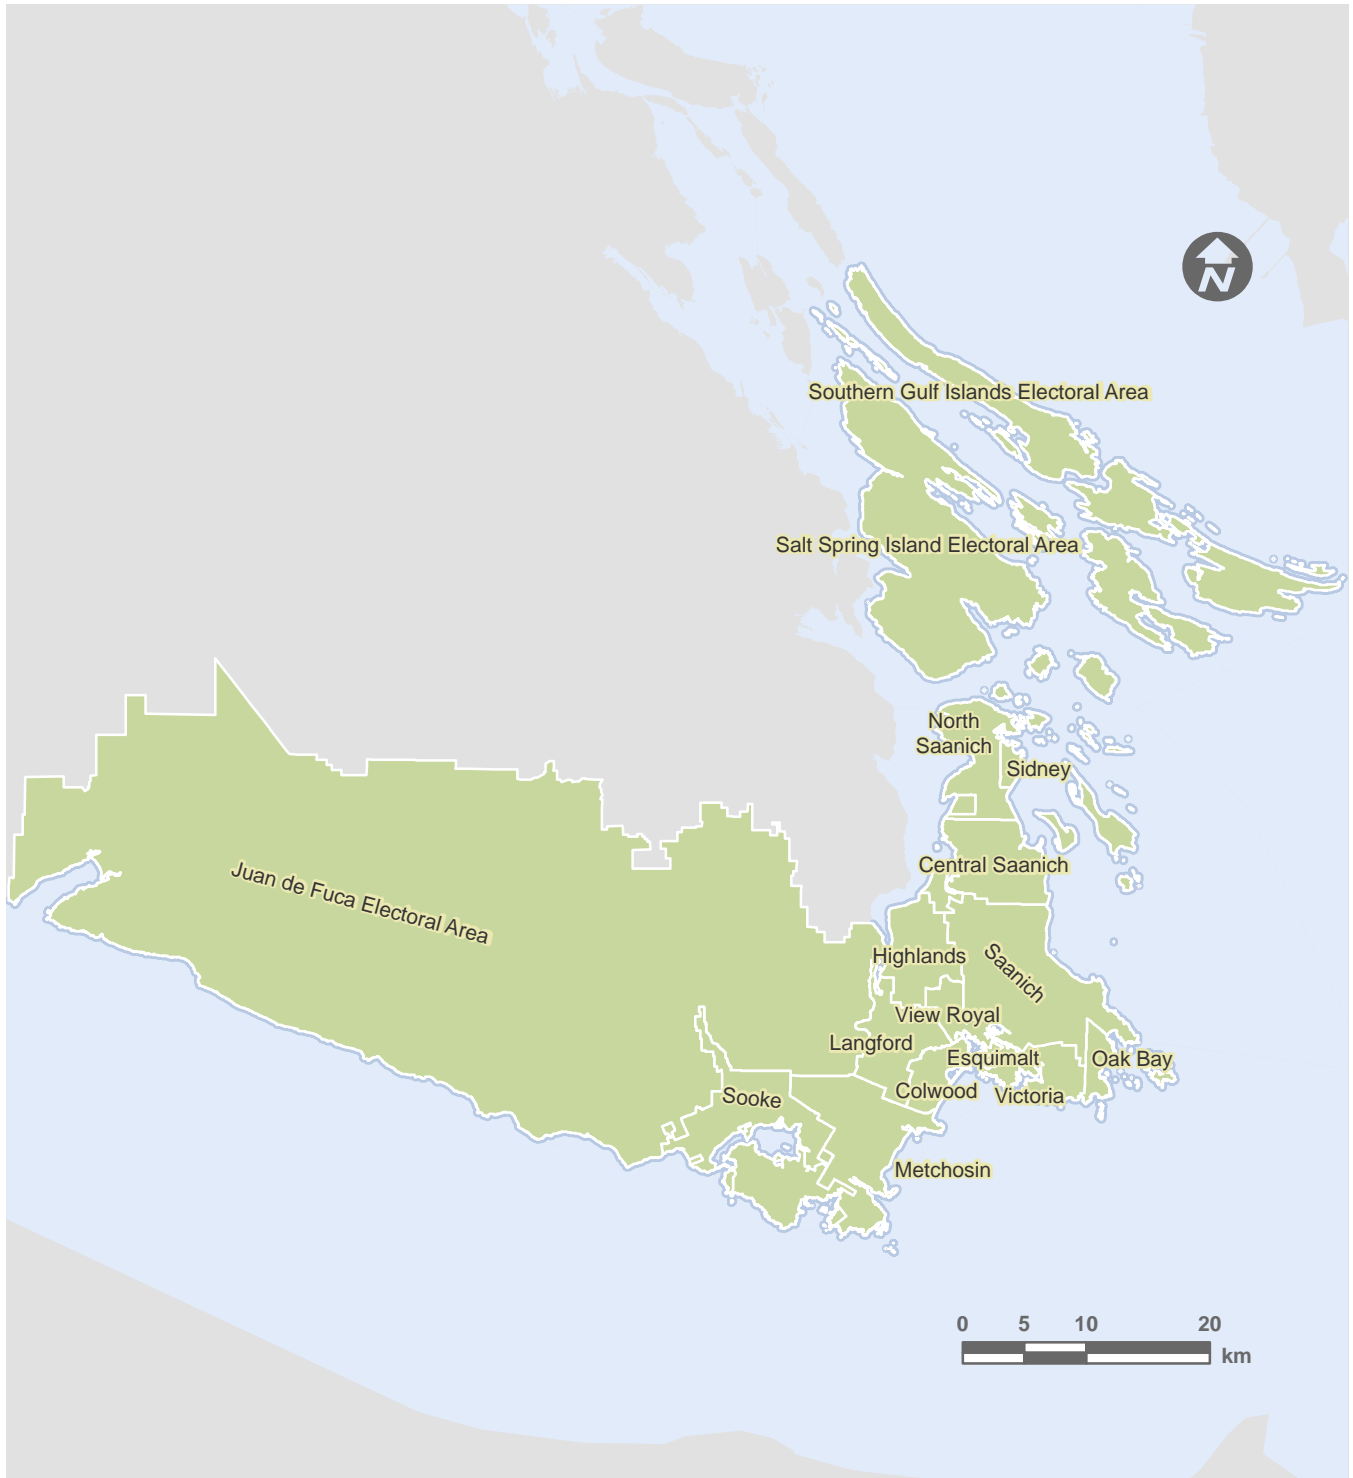 N
Southern Gulf Islands Electoral Area
Salt Spring Island Electoral Area
North
Saanich
Sidney
Central Saanich
Juan de Fuca Electoral Area
Highlands
Saanich
View Royal
Langford
Esquimalt
Oak Bay
Colwood
Victoria
Sooke
Metchosin
0 5 10 20
km